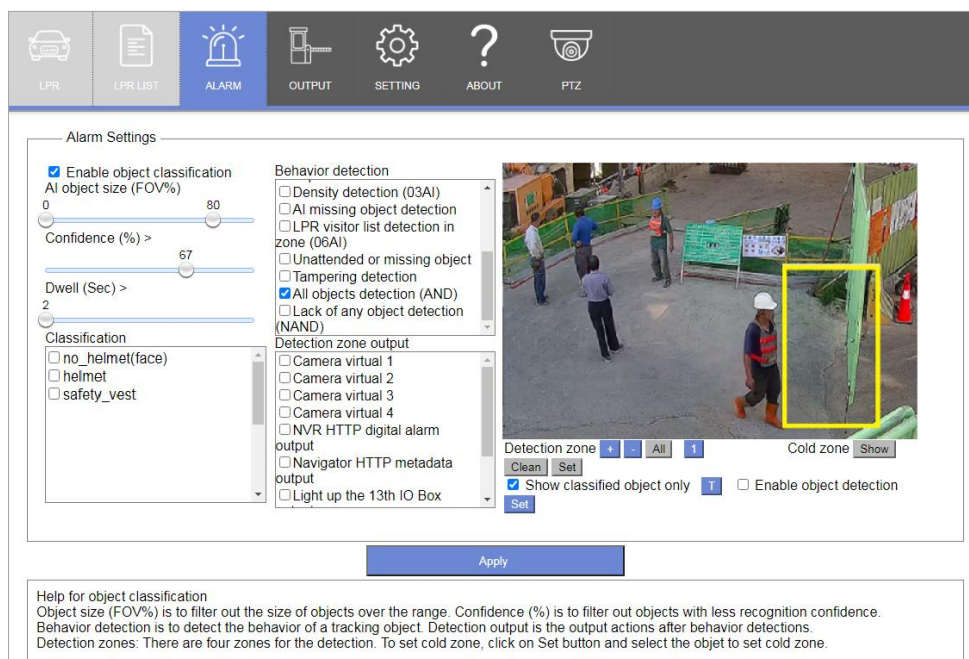 LPR
LPR LIST
ALARM
OUTPUT
SETTING
ABOUT
PTZ
Alarm Settings
Enable object classification
AI object size (FOV%)
0 80
Confidence (%) >
67
Dwell (Sec) >
2
Classification
no_helmet(face)
helmet
safety_vest
Behavior detection
Density detection (03AI)
AI missing object detection
LPR visitor list detection in
zone (06AI)
Unattended or missing object
Tampering detection
All objects detection (AND)
Lack of any object detection
(NAND)
Detection zone output
Camera virtual 1
Camera virtual 2
Camera virtual 3
Camera virtual 4
NVR HTTP digital alarm
output
Navigator HTTP metadata
output
Light up the 13th IO Box
Detection zone + - All 1 Cold zone Show
Clean Set
Show classified object only T Enable object detection
Set
Apply
Help for object classification
Object size (FOV%) is to filter out the size of objects over the range. Confidence (%) is to filter out objects with less recognition confidence.
Behavior detection is to detect the behavior of a tracking object. Detection output is the output actions after behavior detections.
Detection zones: There are four zones for the detection. To set cold zone, click on Set button and select the objet to set cold zone.